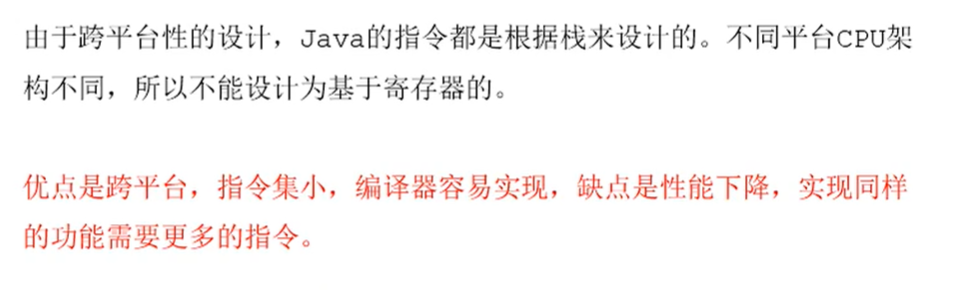 由于跨平台性的设计，Java的指令都是根据栈来设计的。不同平台CPU架
构不同，所以不能设计为基于寄存器的。
优点是跨平台，指令集小，编译器容易实现，缺点是性能下降，实现同样
的功能需要更多的指令。